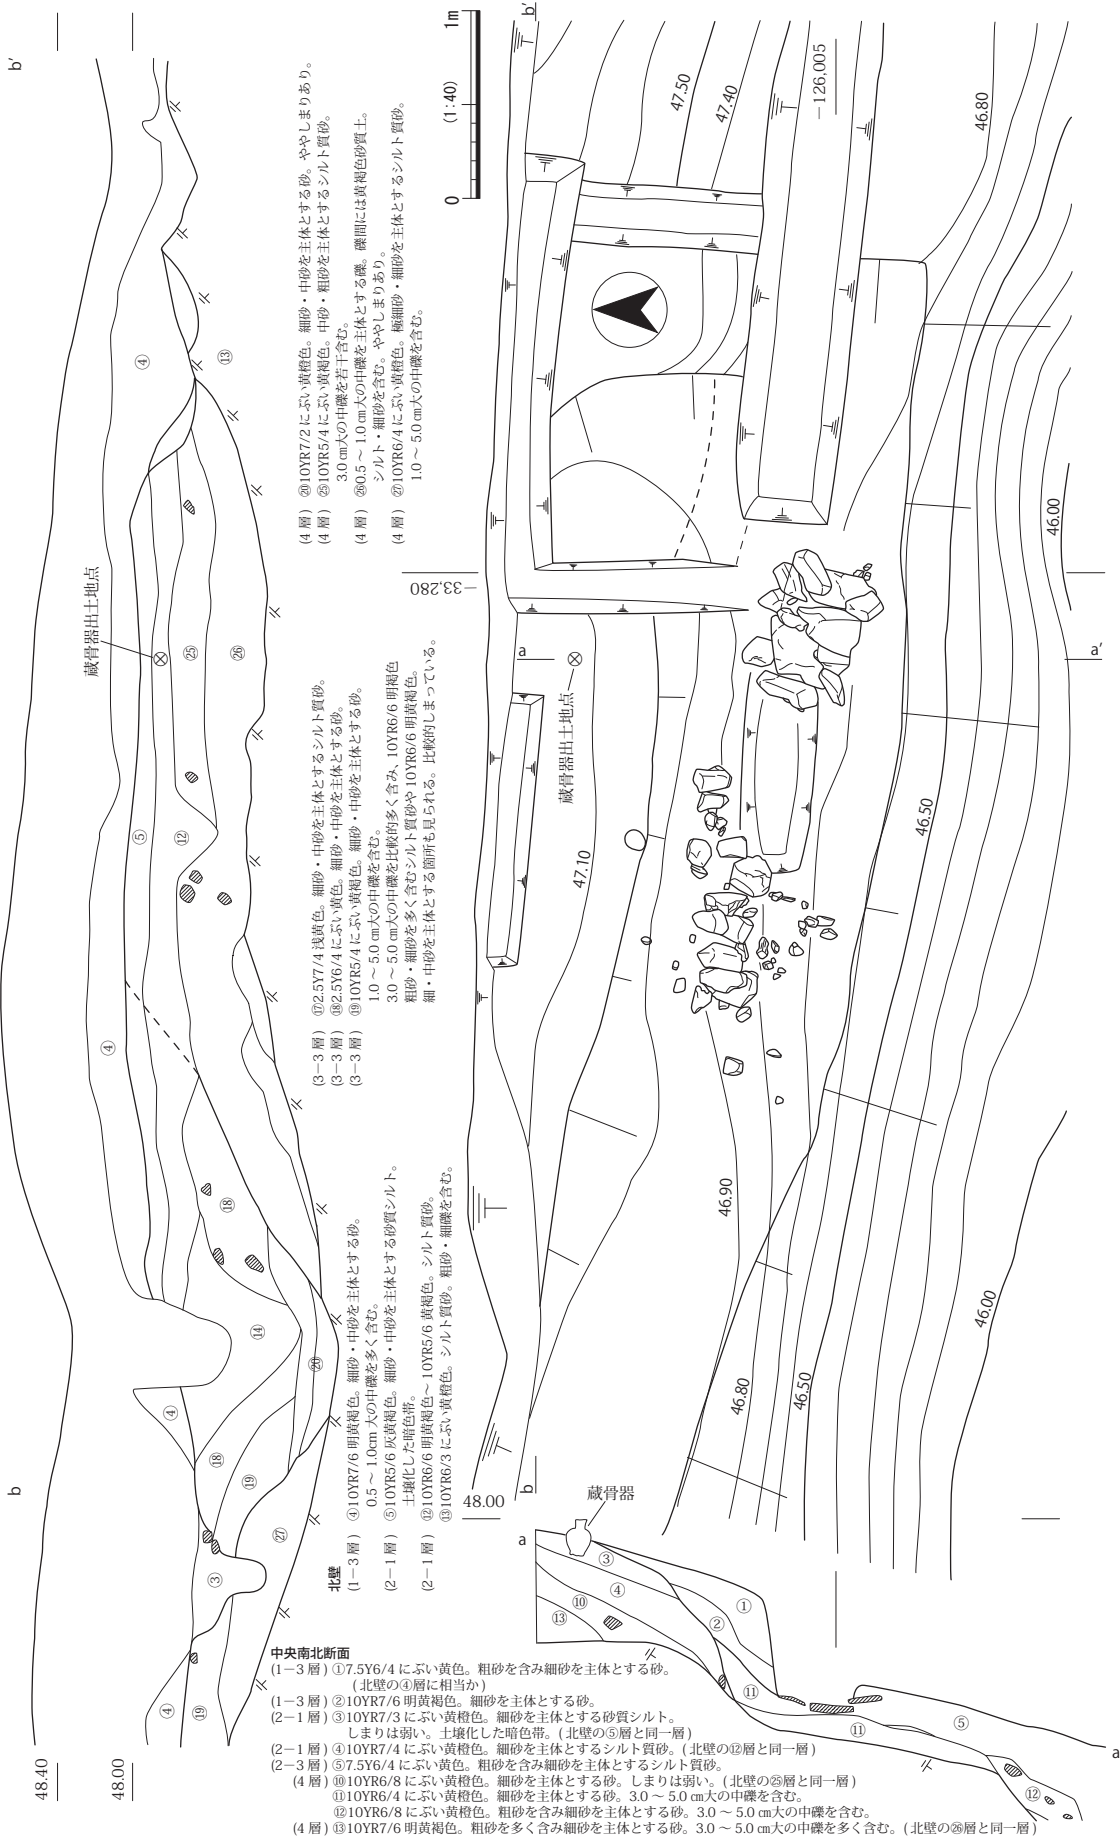 b'
b
48.40
48.00
蔵骨器出土地点
④
⑬
㉕
㉖
⑤
⑫
④
⑱
⑭
⑳
④
⑱
⑲
㉗
③
④
⑲
0 (1:40) 1m
(4層) ⑳10YR7/2 にぶい黄橙色。細砂・中砂を主体とする砂。ややしまりあり。
(4層) ㉕10YR5/4 にぶい黄褐色。中砂・粗砂を主体とするシルト質砂。
3.0 ㎝大の中礫を若干含む。
(4層) ㉖0.5 ~ 1.0 ㎝大の中礫を主体とする礫。礫間には黄褐色砂質土。
シルト・細砂を含む。ややしまりあり。
(4層) ㉗10YR6/4 にぶい黄橙色。極細砂・細砂を主体とするシルト質砂。
1.0 ~ 5.0 ㎝大の中礫を含む。
(3-3層) ⑰2.5Y7/4 浅黄色。細砂・中砂を主体とするシルト質砂。
(3-3層) ⑱2.5Y6/4 にぶい黄色。細砂・中砂を主体とする砂。
(3-3層) ⑲10YR5/4 にぶい黄褐色。細砂・中砂を主体とする砂。
1.0 ~ 5.0 ㎝大の中礫を含む。
3.0 ~ 5.0 ㎝大の中礫を比較的多く含み、10YR6/6 明褐色
粗砂・細砂を多く含むシルト質砂や 10YR6/6 明黄褐色。
細・中砂を主体とする箇所も見られる。比較的しまっている。
北壁
(1-3層) ④10YR7/6 明黄褐色。細砂・中砂を主体とする砂。
0.5 ~ 1.0cm 大の中礫を多く含む。
(2-1層) ⑤10YR5/6 灰黄褐色。細砂・中砂を主体とする砂質シルト。
土壌化した暗色帯。
(2-1層) ⑫10YR6/6 明黄褐色~ 10YR5/6 黄褐色。シルト質砂。
⑬10YR6/3 にぶい黄橙色。シルト質砂。粗砂・細礫を含む。
b'
47.50
47.40
-126,005
46.80
46.00
-33,280
a
a'
蔵骨器出土地点
47.10
46.50
46.90
46.00
46.80
46.50
b
48.00
a
蔵骨器
③
④
①
⑩
②
⑬
⑪
⑪
⑤
⑫
a'
中央南北断面
(1-3層) ①7.5Y6/4 にぶい黄色。粗砂を含み細砂を主体とする砂。
(北壁の④層に相当か)
(1-3層) ②10YR7/6 明黄褐色。細砂を主体とする砂。
(2-1層) ③10YR7/3 にぶい黄橙色。細砂を主体とする砂質シルト。
しまりは弱い。土壌化した暗色帯。(北壁の⑤層と同一層)
(2-1層) ④10YR7/4 にぶい黄橙色。細砂を主体とするシルト質砂。(北壁の⑫層と同一層)
(2-3層) ⑤7.5Y6/4 にぶい黄色。粗砂を含み細砂を主体とするシルト質砂。
(4層) ⑩10YR6/8 にぶい黄橙色。細砂を主体とする砂。しまりは弱い。(北壁の㉕層と同一層)
⑪10YR6/4 にぶい黄橙色。細砂を主体とする砂。3.0 ~ 5.0 ㎝大の中礫を含む。
⑫10YR6/8 にぶい黄橙色。粗砂を含み細砂を主体とする砂。3.0 ~ 5.0 ㎝大の中礫を含む。
(4層) ⑬10YR7/6 明黄褐色。粗砂を多く含み細砂を主体とする砂。3.0 ~ 5.0 ㎝大の中礫を多く含む。(北壁の㉖層と同一層)